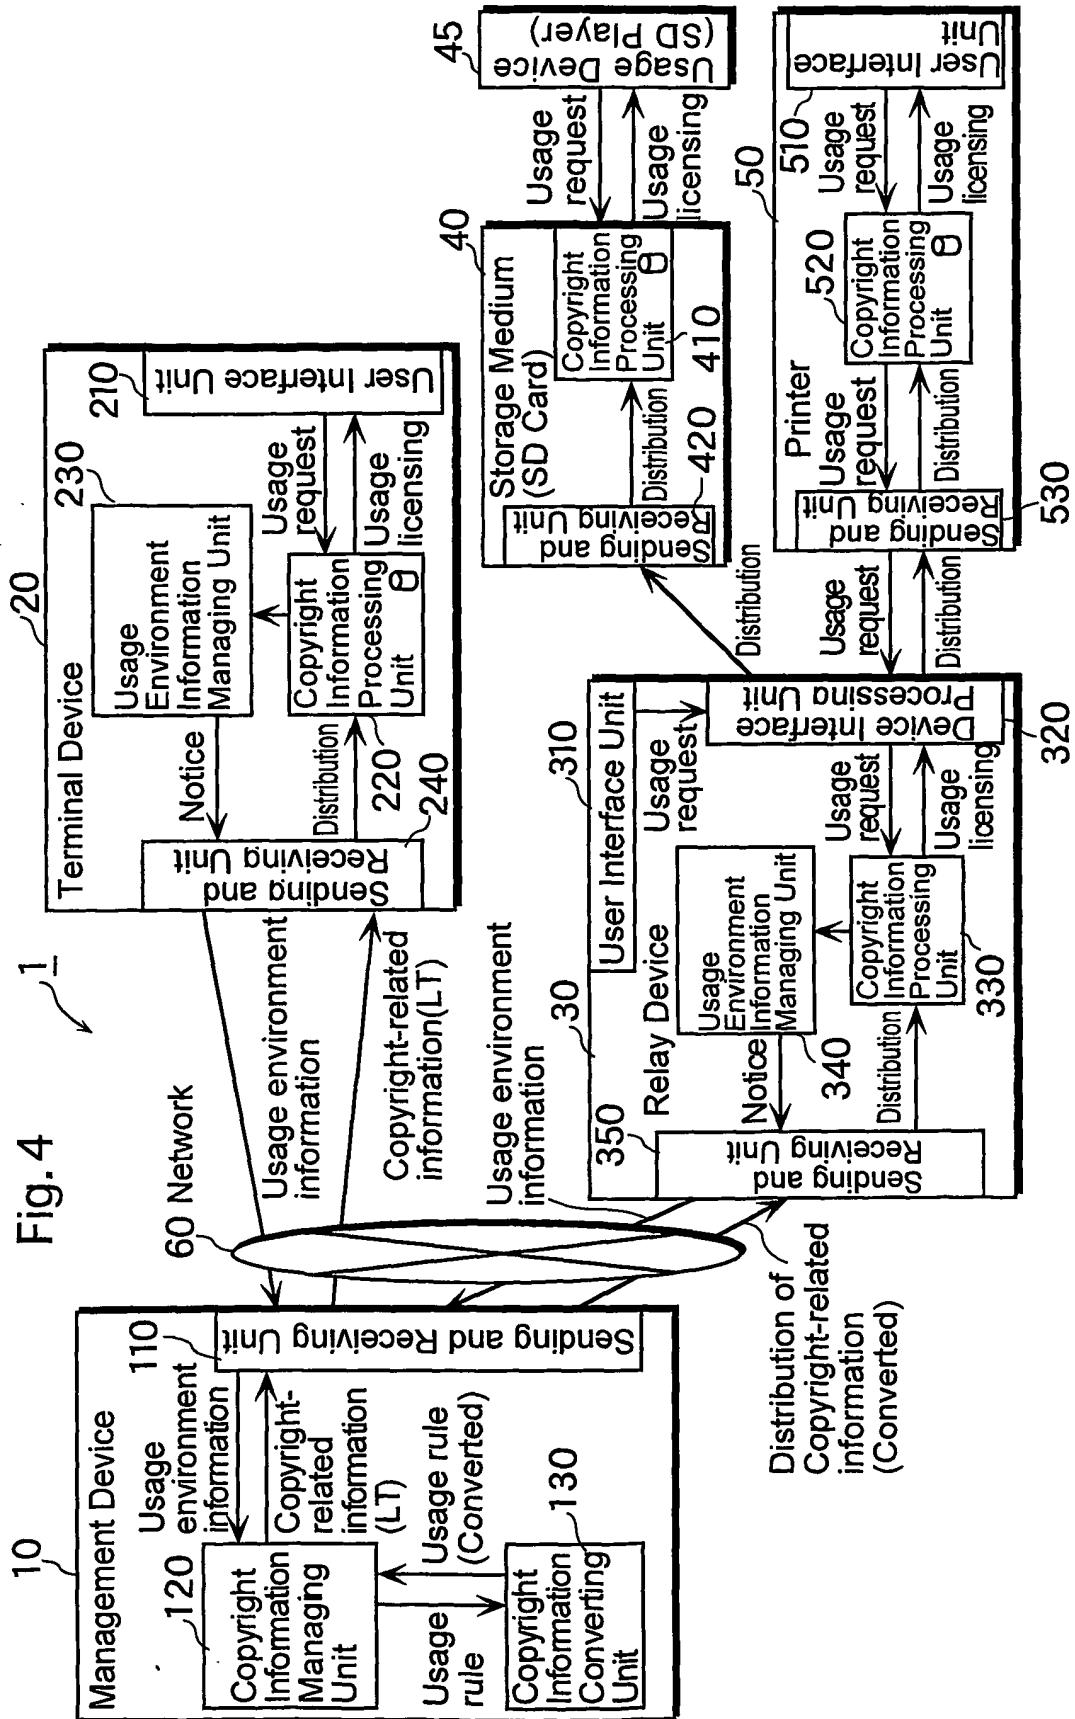 Fig. 4
1
10
Management Device
120
Copyright
Information
Managing
Unit
Usage
environment
information
Copyright-
related
information
(LT)
110
Sending and Receiving
Unit
Usage
rule
Usage rule
(Converted)
Copyright
Information
Converting
Unit
130
60 Network
Usage environment
information
Copyright-related
information(LT)
Usage environment
information
Distribution of
Copyright-related
information
(Converted)
20
Terminal Device
Sending and
Receiving Unit
240
Notice
Distribution
Usage
Environment
Information
Managing Unit
230
Copyright
Information
Processing
Unit
220
Usage
request
Usage
licensing
210
User Interface Unit
30
Relay Device
User Interface Unit
310
350
Sending and
Receiving Unit
Notice
Distribution
Usage
Environment
Information
Managing Unit
340
Copyright
Information
Processing
Unit
330
Usage
request
Usage
request
Usage
licensing
Device Interface
Processing Unit
320
Distribution
Usage
request
Distribution
40
Storage Medium
(SD Card)
Sending and
Receiving Unit
420
Distribution
Copyright
Information
Processing
Unit
410
Usage
request
Usage
licensing
45
Usage Device
(SD Player)
50
Printer
Sending and
Receiving Unit
530
Usage
request
Distribution
520
Copyright
Information
Processing
Unit
Usage
request
Usage
licensing
510
User Interface
Unit